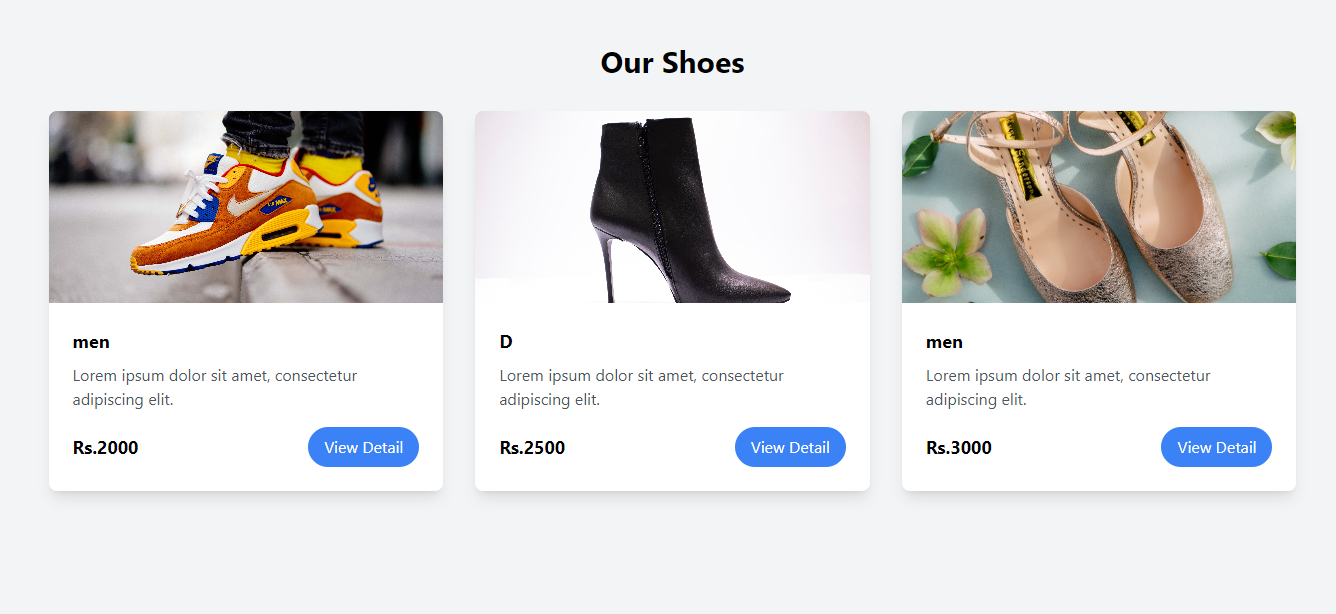 Our Shoes
men
Lorem ipsum dolor sit amet, consectetur
adipiscing elit.
Rs.2000
View Detail
D
Lorem ipsum dolor sit amet, consectetur
adipiscing elit.
Rs.2500
View Detail
men
Lorem ipsum dolor sit amet, consectetur
adipiscing elit.
Rs.3000
View Detail